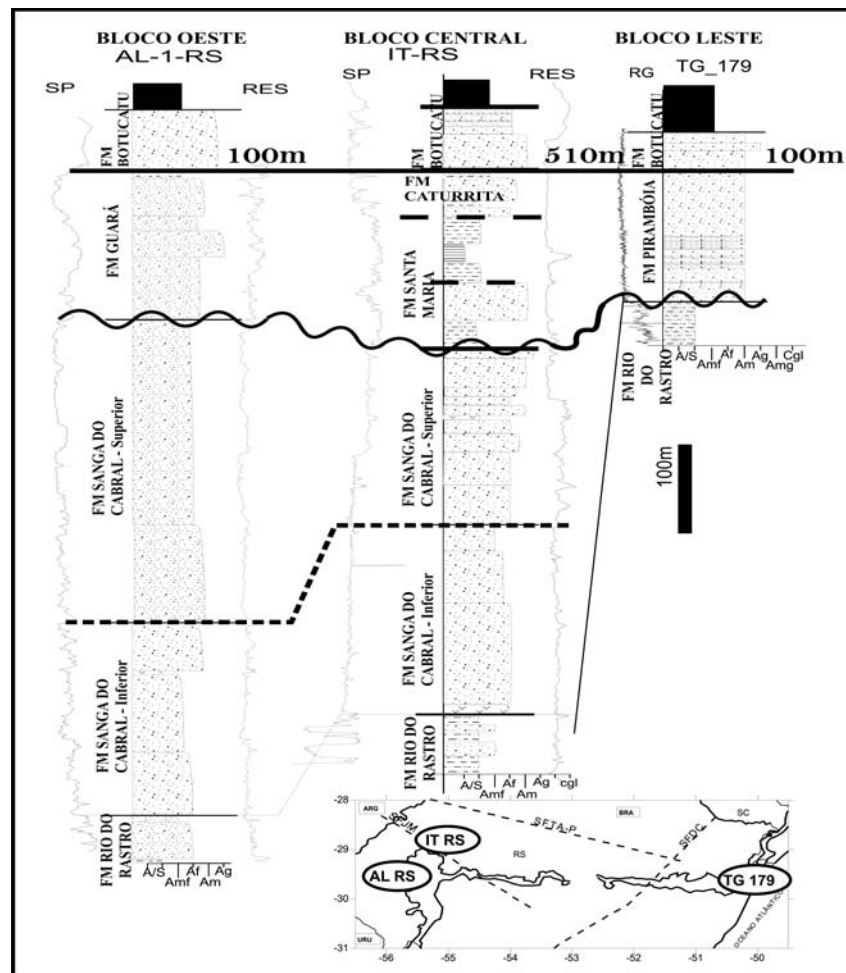 BLOCO OESTE
AL-1-RS
BLOCO CENTRAL
IT-RS
BLOCO LESTE
TG_179
SP
RES
SP
RES
RG
FM BOTUCATU
100m
FM BOTUCATU
510m
FM BOTUCATU
100m
FM GUARÁ
FM CATURRITA
FM SANTA MARIA
FM PIRAMBÓIA
FM RIO DO RASTRO
A/S Amf Af Am Ag Amg Cgl
FM SANGA DO CABRAL - Superior
FM SANGA DO CABRAL - Superior
100m
FM SANGA DO CABRAL - Inferior
FM SANGA DO CABRAL - Inferior
FM RIO DO RASTRO
A/S Amf Af Am Ag cgl
FM RIO DO RASTRO
A/S Amf Af Am Ag
-28
-29
-30
-31
ARG
SFJM
IT RS
SFTA-P
BRA
SFDC
SC
RS
AL RS
TG 179
URU
OCEANO ATLÂNTICO
-56 -55 -54 -53 -52 -51 -50